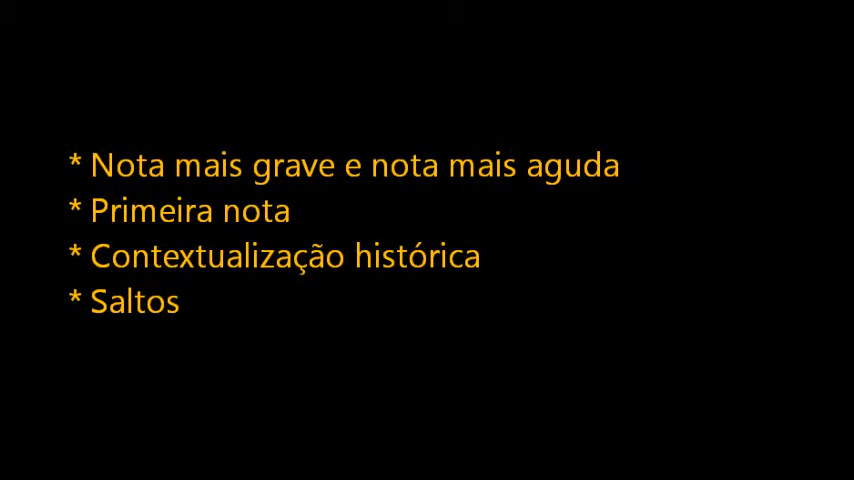 * Nota mais grave e nota mais aguda
* Primeira nota
* Contextualização histórica
* Saltos